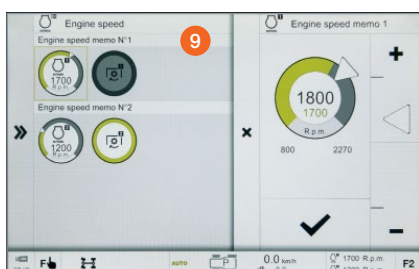 Engine speed
Engine speed memo 1
9
Engine speed memo N°1
1700
R.p.m.
Engine speed memo N°2
1200
R.p.m.
1800
1700
R.p.m.
800
2270
+
−
F
AUTO
P
0.0 km/h
1700 R.p.m.
F2